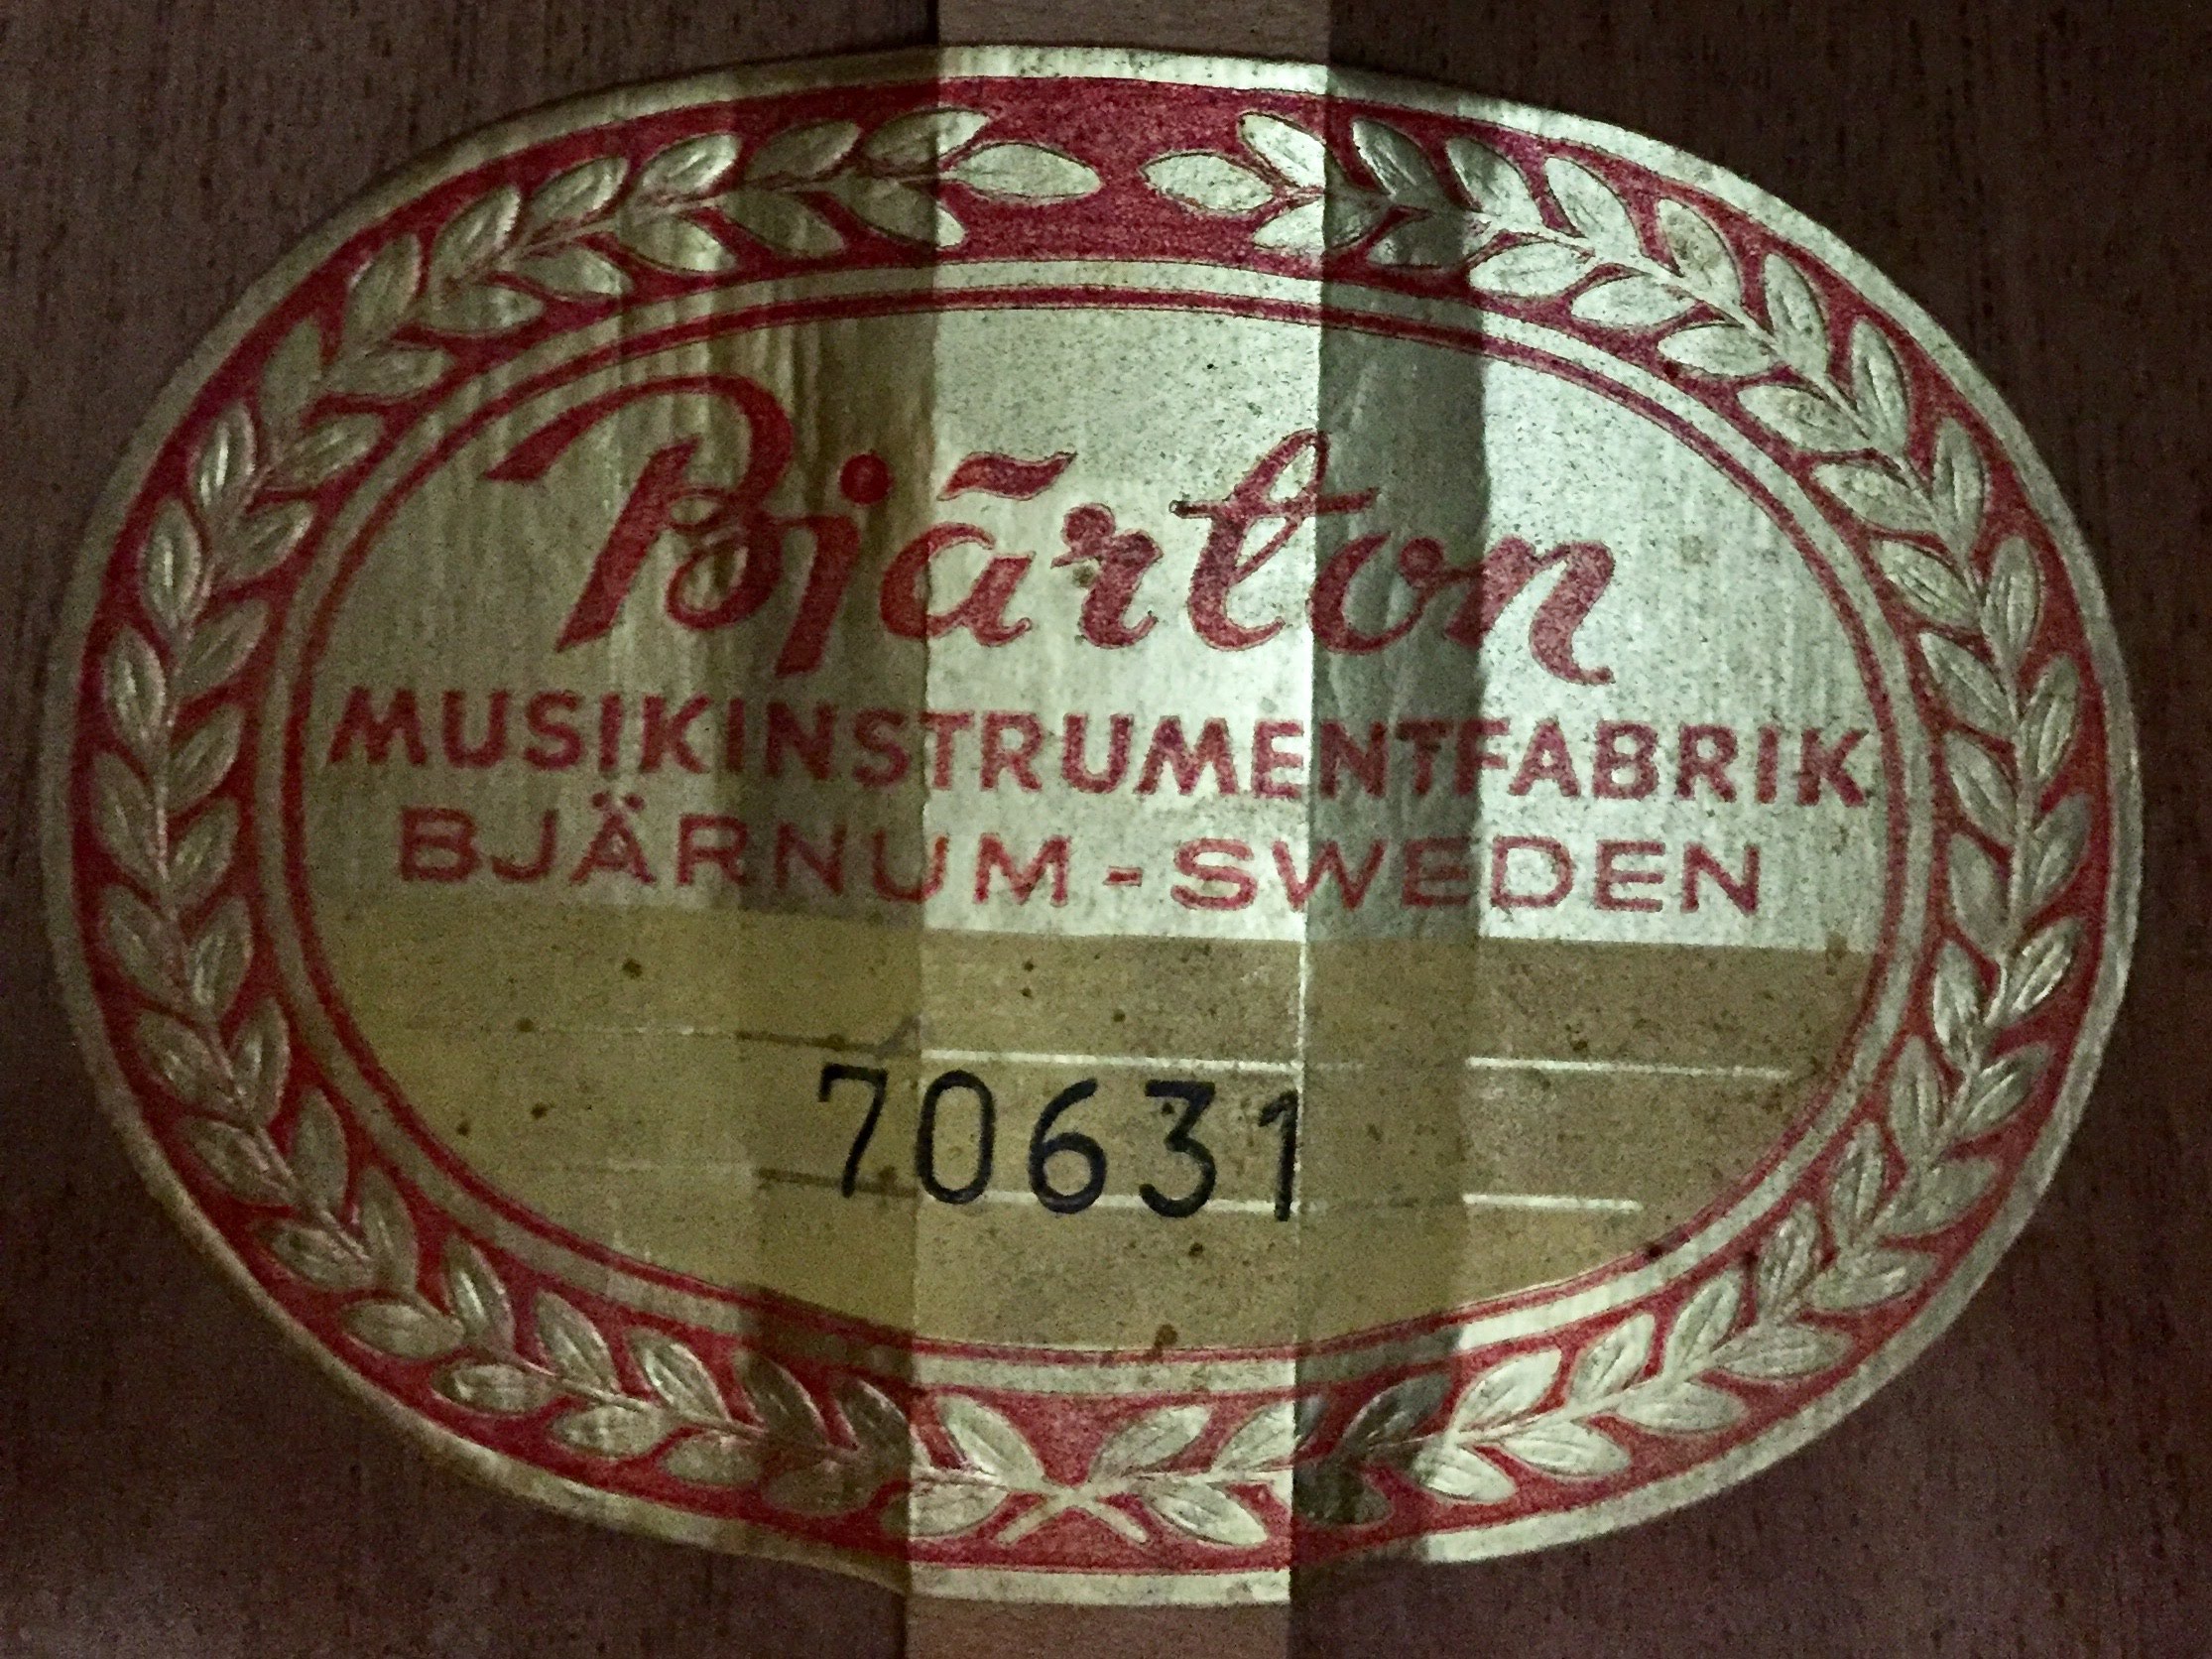 Bjärton
MUSIKINSTRUMENTFABRIK
BJÄRNUM - SWEDEN
70631